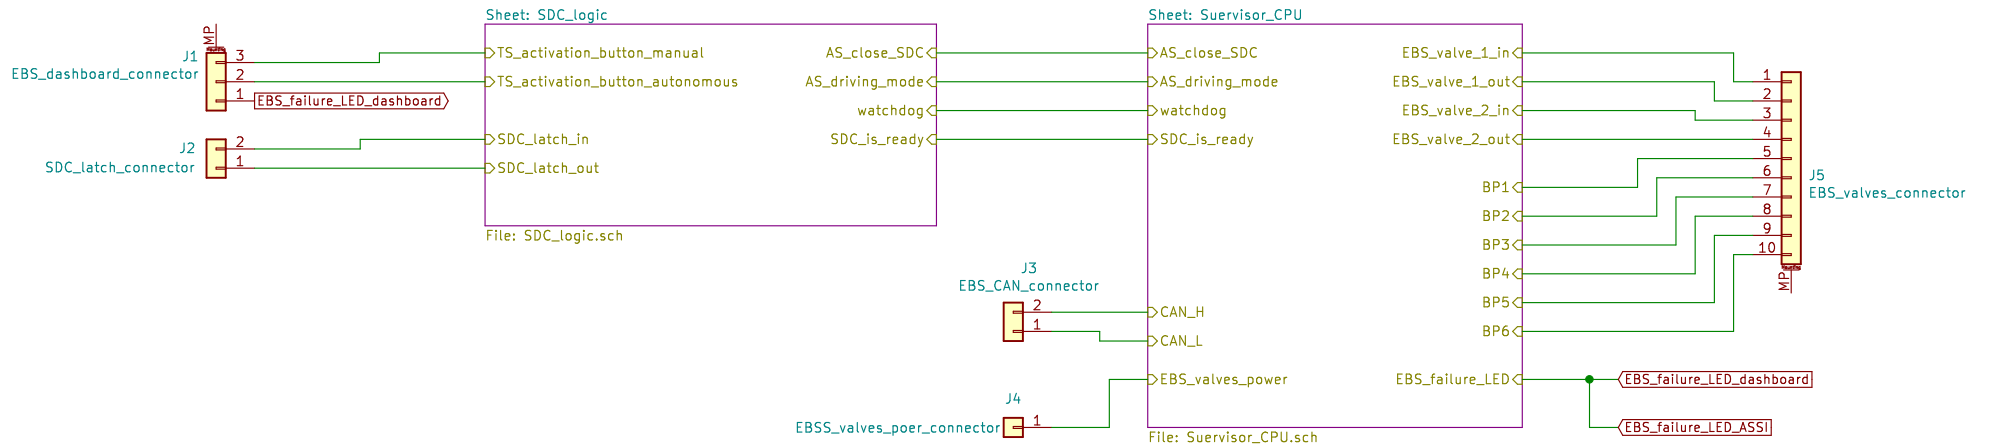 Sheet: SDC_logic
Sheet: Suervisor_CPU
MP
J1
EBS_dashboard_connector
3
2
1
EBS_failure_LED_dashboard
J2
SDC_latch_connector
2
1
TS_activation_button_manual
TS_activation_button_autonomous
SDC_latch_in
SDC_latch_out
AS_close_SDC
AS_driving_mode
watchdog
SDC_is_ready
File: SDC_logic.sch
AS_close_SDC
AS_driving_mode
watchdog
SDC_is_ready
J3
EBS_CAN_connector
2
1
CAN_H
CAN_L
EBS_valves_power
J4
EBSS_valves_poer_connector
1
EBS_valve_1_in
EBS_valve_1_out
EBS_valve_2_in
EBS_valve_2_out
BP1
BP2
BP3
BP4
BP5
BP6
EBS_failure_LED
File: Suervisor_CPU.sch
1
2
3
4
5
6
7
8
9
10
MP
J5
EBS_valves_connector
EBS_failure_LED_dashboard
EBS_failure_LED_ASSI